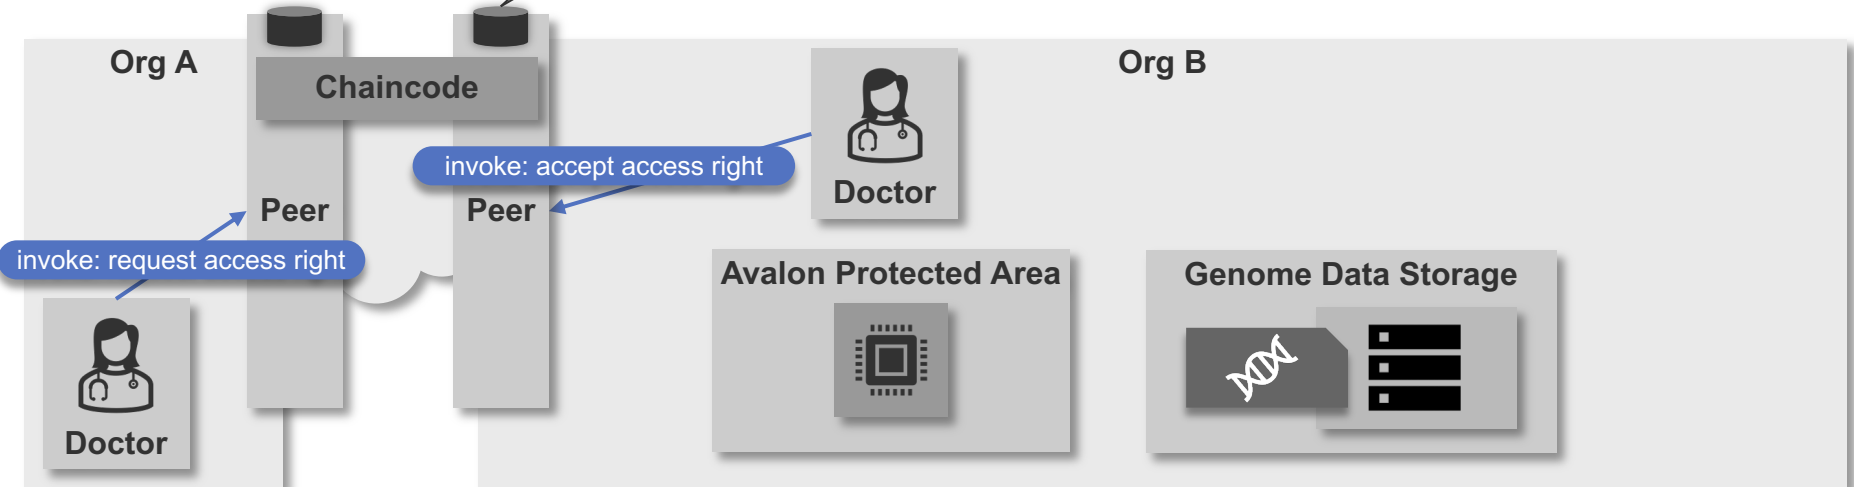 Org A
Org B
Chaincode
invoke: accept access right
Doctor
Peer
Peer
invoke: request access right
Avalon Protected Area
Genome Data Storage
Doctor